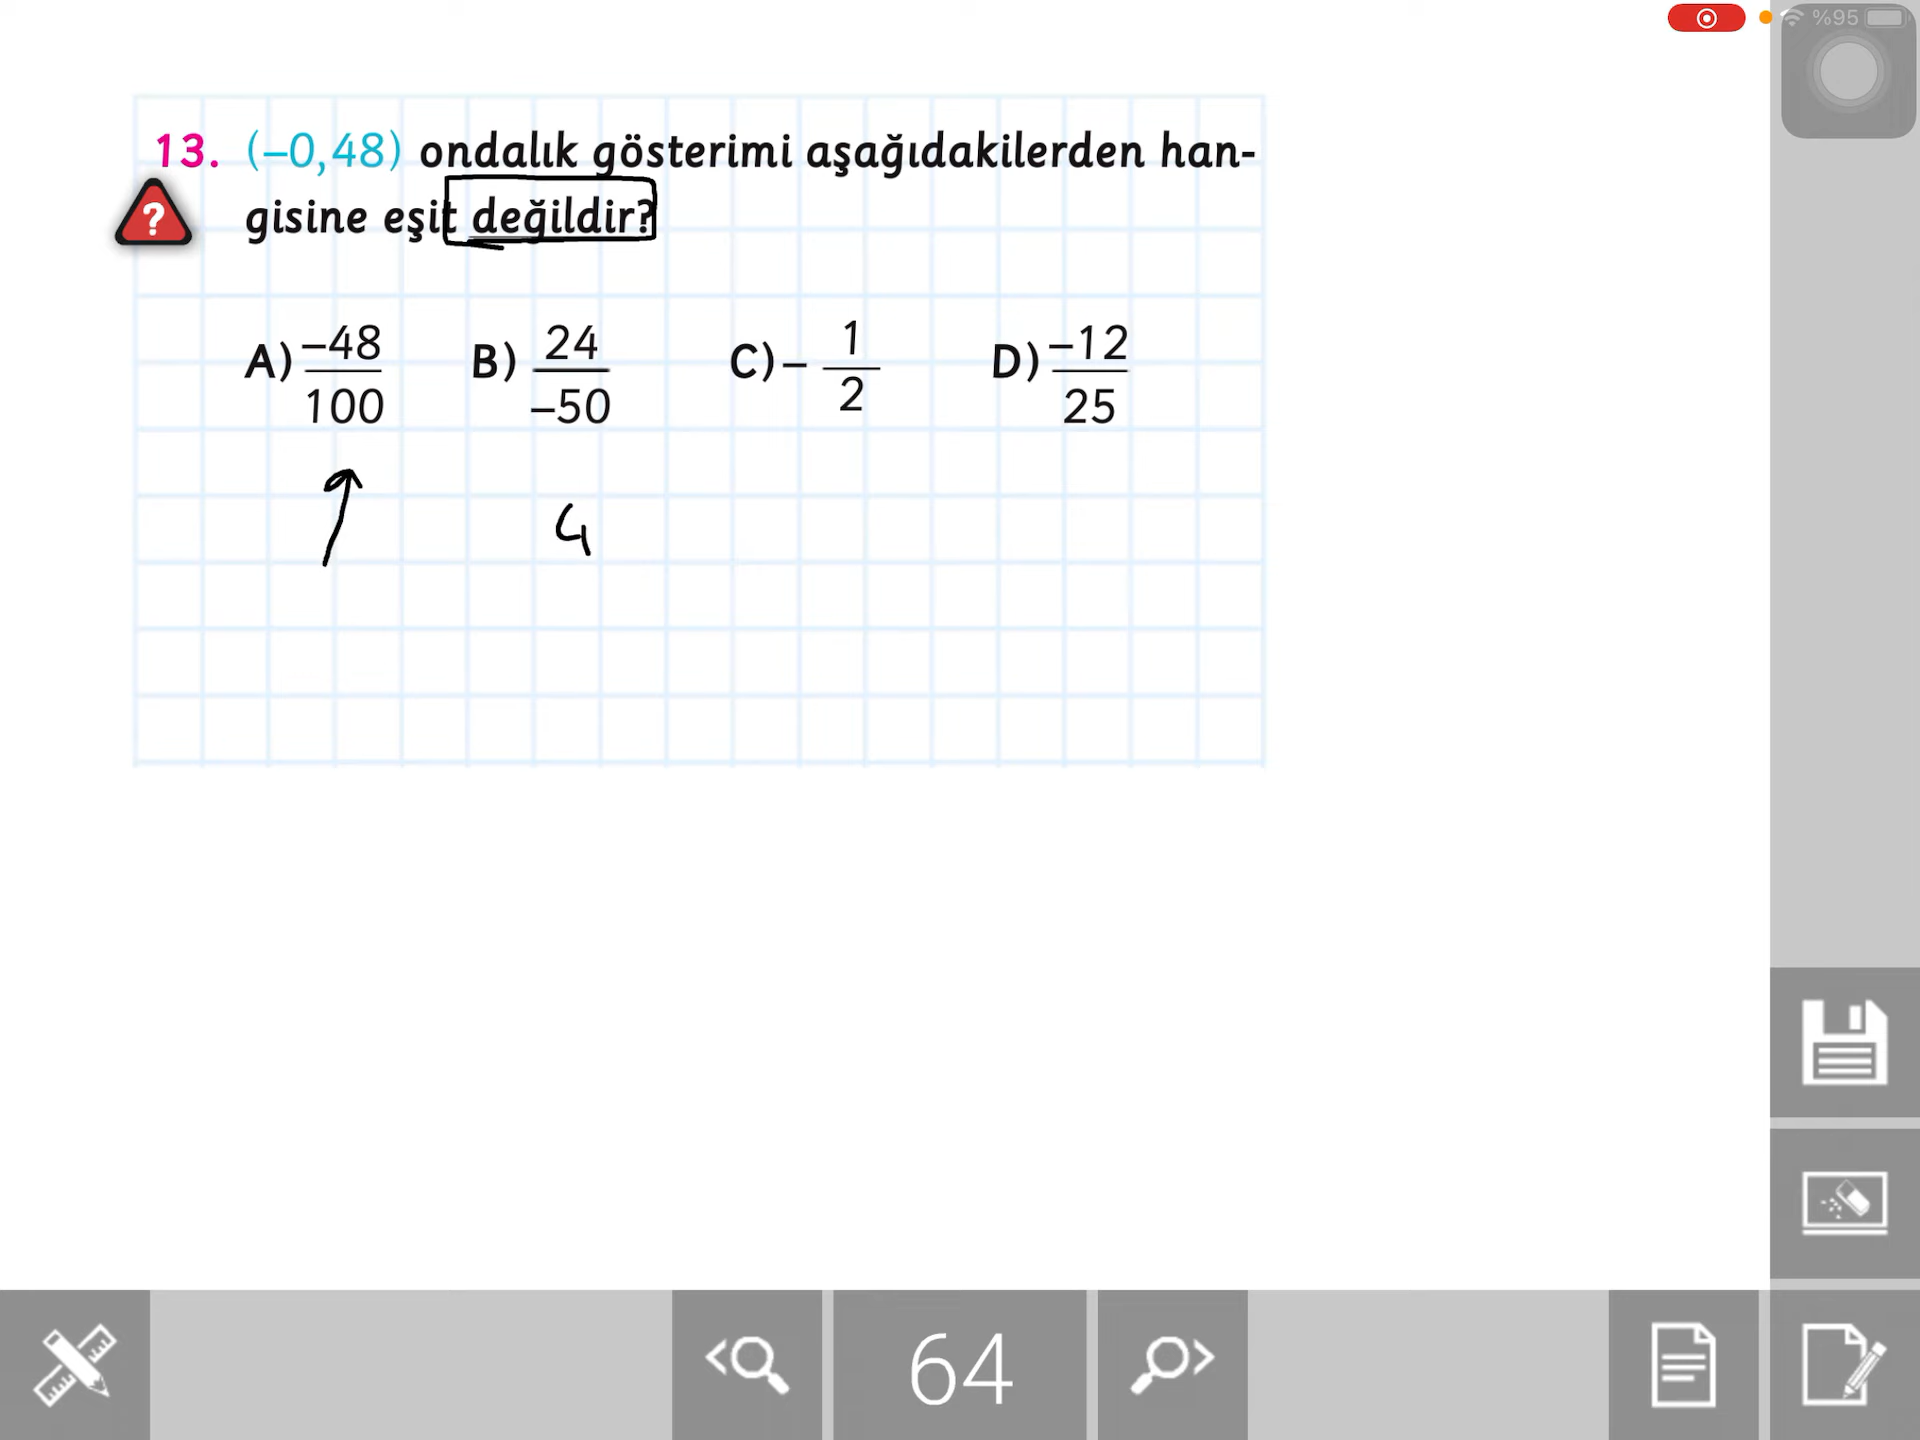 %95
13. (–0,48) ondalık gösterimi aşağıdakilerden han-
gisine eşit değildir?
A) –48/100 B) 24/–50 C) – 1/2 D) –12/25
4
64